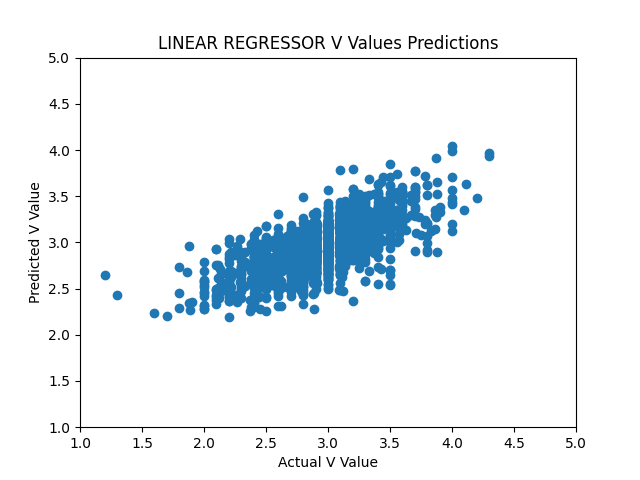 LINEAR REGRESSOR V Values Predictions
5.0
4.5
4.0
3.5
3.0
2.5
2.0
1.5
1.0
Predicted V Value
1.0 1.5 2.0 2.5 3.0 3.5 4.0 4.5 5.0
Actual V Value